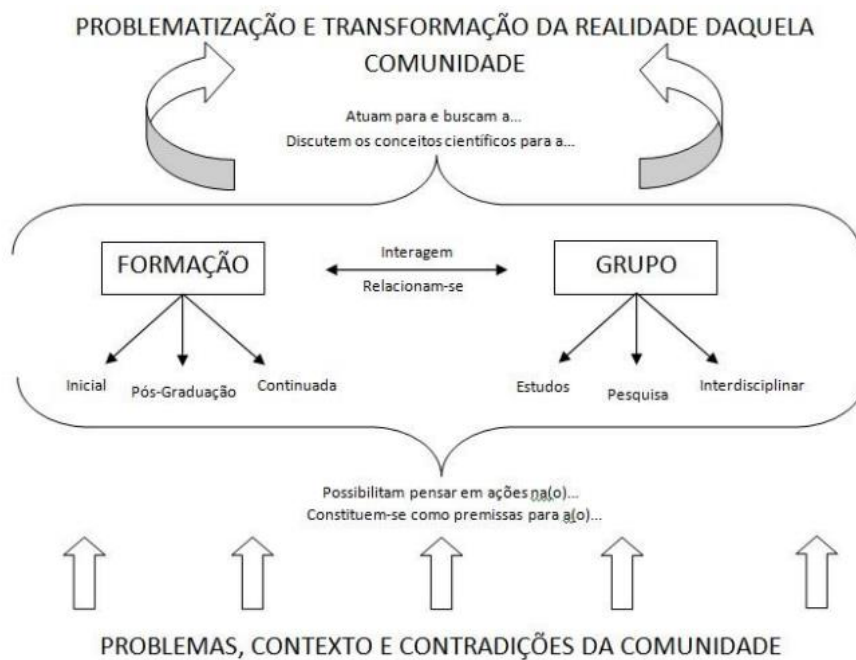 PROBLEMATIZAÇÃO E TRANSFORMAÇÃO DA REALIDADE DAQUELA
COMUNIDADE
Atuam para e buscam a...
Discutem os conceitos científicos para a...
FORMAÇÃO
Interagem
Relacionam-se
GRUPO
Inicial
Pós-Graduação
Continuada
Estudos
Pesquisa
Interdisciplinar
Possibilitam pensar em ações na(o)...
Constituem-se como premissas para a(o)...
PROBLEMAS, CONTEXTO E CONTRADIÇÕES DA COMUNIDADE